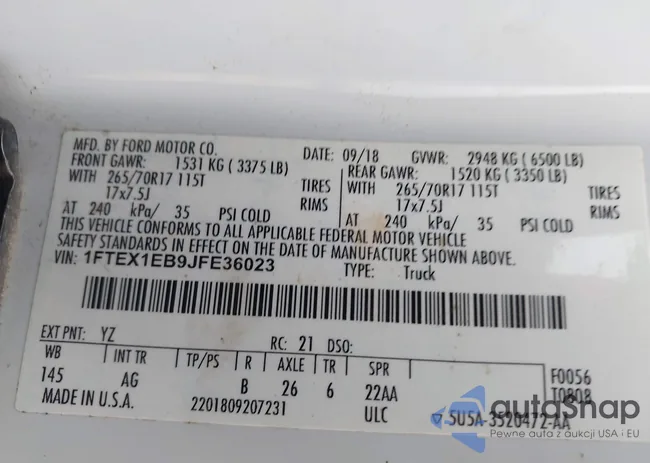 MFD. BY FORD MOTOR CO.
DATE: 09/18 GVWR: 2948 KG ( 6500 LB)
FRONT GAWR: 1531 KG ( 3375 LB) REAR GAWR: 1520 KG ( 3350 LB)
WITH 265/70R17 115T TIRES WITH 265/70R17 115T TIRES
17x7.5J RIMS 17x7.5J RIMS
AT 240 kPa/ 35 PSI COLD AT 240 kPa/ 35 PSI COLD
THIS VEHICLE CONFORMS TO ALL APPLICABLE FEDERAL MOTOR VEHICLE
SAFETY STANDARDS IN EFFECT ON THE DATE OF MANUFACTURE SHOWN ABOVE.
VIN: 1FTEX1EB9JFE36023 TYPE: Truck
EXT PNT: YZ RC: 21 DSO:
WB INT TR TP/PS R AXLE TR SPR F0056
145 AG B 26 6 22AA T0808
MADE IN U.S.A. 2201809207231 ULC 5U5A-3520472-AA
autoSnap
Pewne auta z aukcji USA i EU